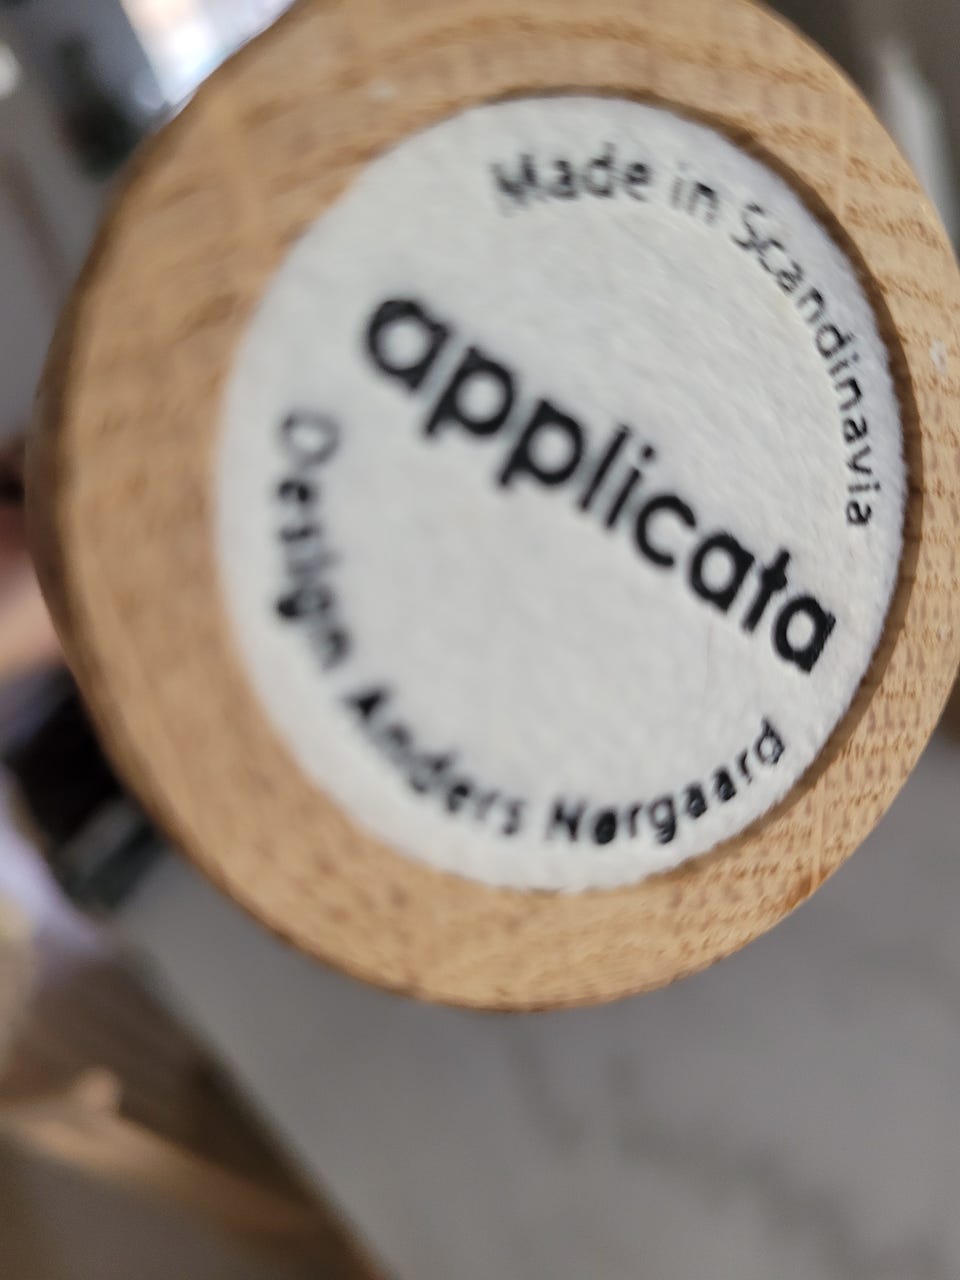 Made in Scandinavia
applicata
Design Anders Nørgaard